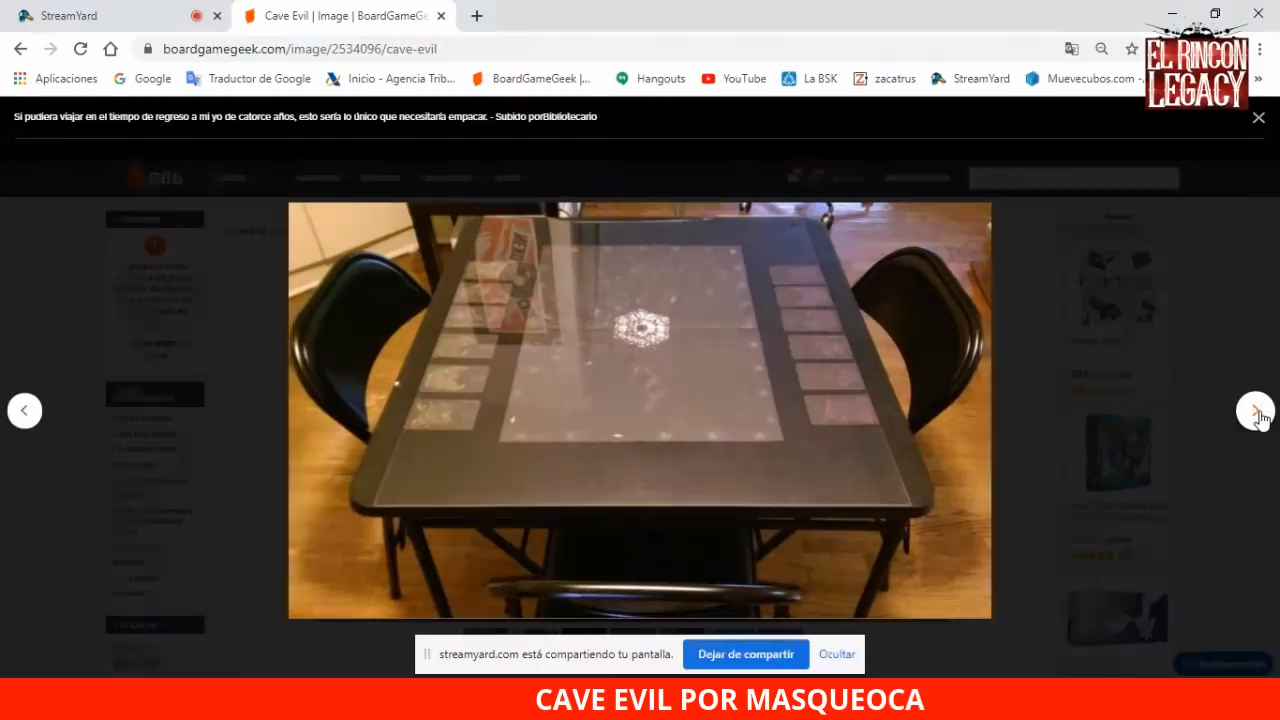 StreamYard
Cave Evil | Image | BoardGameGe
boardgamegeek.com/image/2534096/cave-evil
Aplicaciones
Google
Traductor de Google
Inicio - Agencia Trib...
BoardGameGeek |...
Hangouts
YouTube
La BSK
zacatrus
StreamYard
Muevecubos.com -
EL RINCON
LEGACY
Si pudiera viajar en el tiempo de regreso a mi yo de catorce años, esto sería lo único que necesitaría empacar. - Subido porBibliotecario
streamyard.com está compartiendo tu pantalla.
Dejar de compartir
Ocultar
CAVE EVIL POR MASQUEOCA